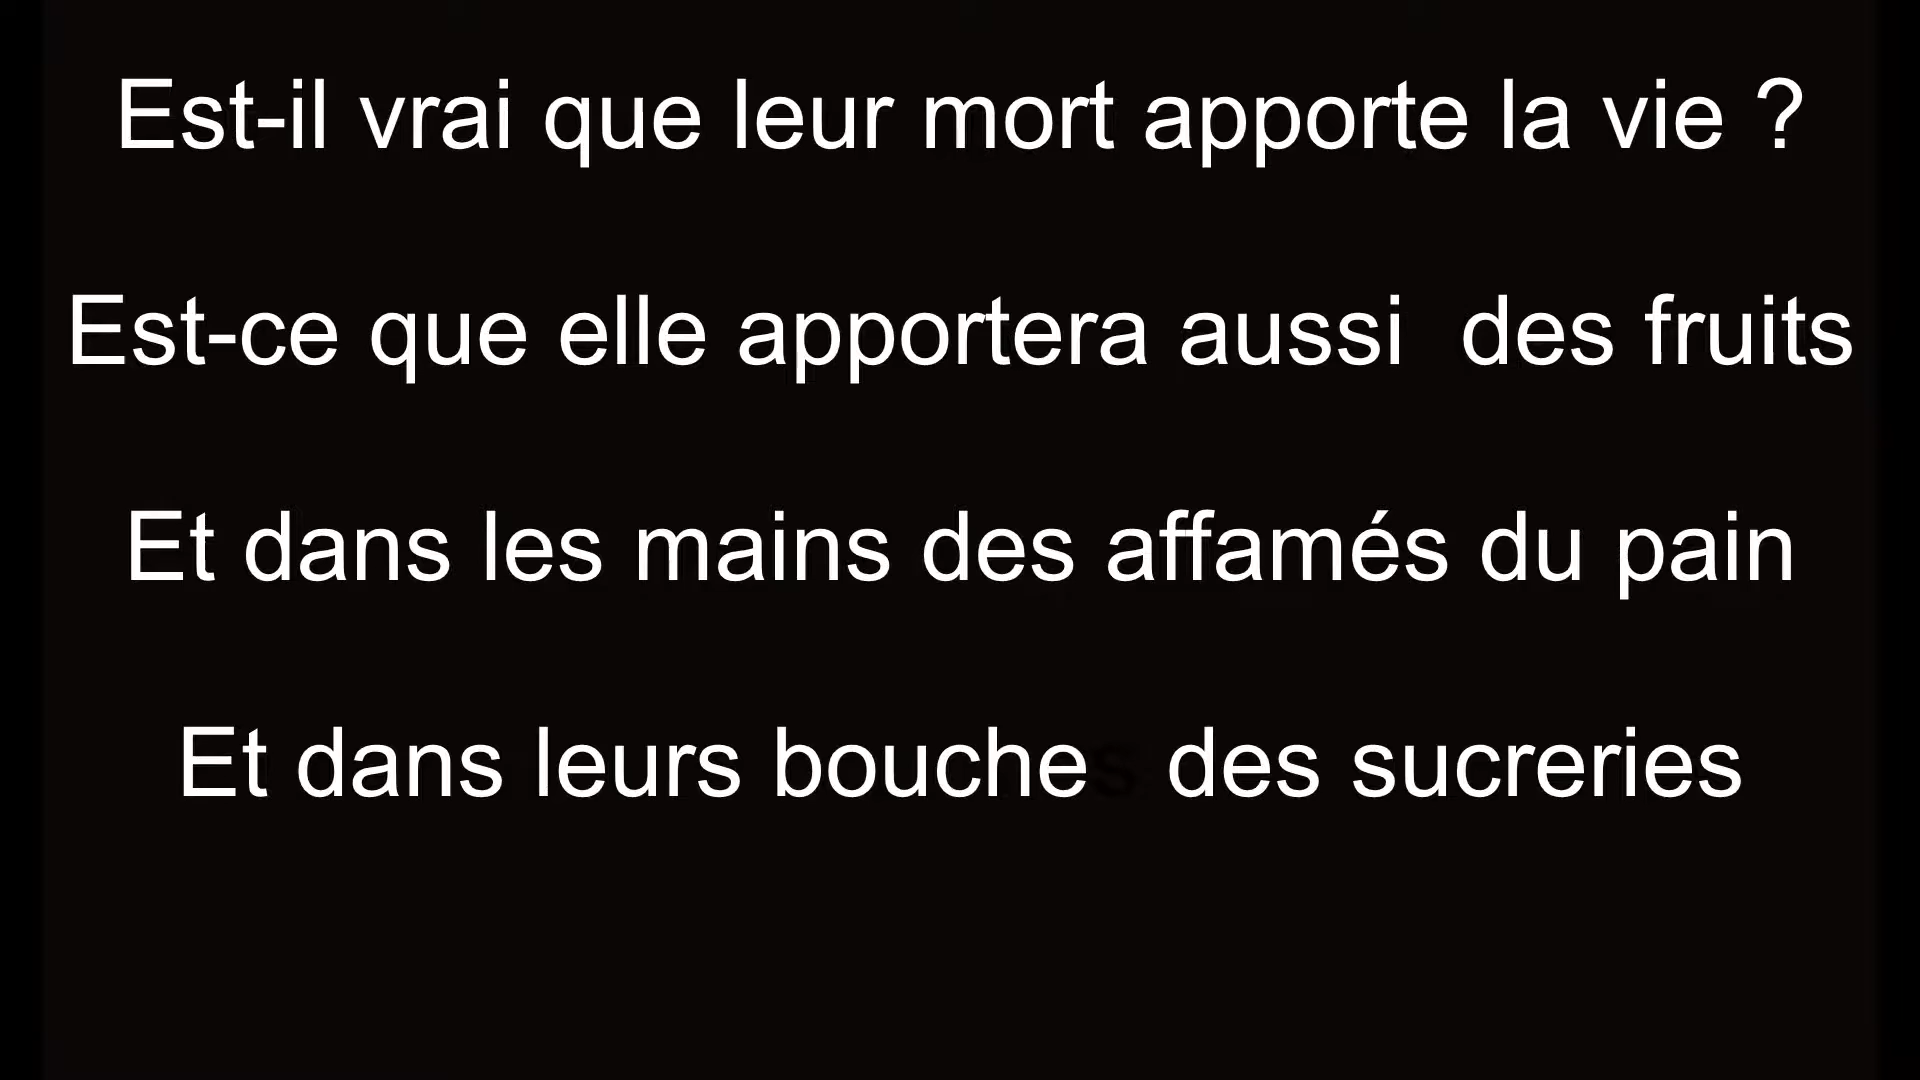 Est-il vrai que leur mort apporte la vie ?
Est-ce que elle apportera aussi  des fruits
Et dans les mains des affamés du pain
Et dans leurs bouche  des sucreries